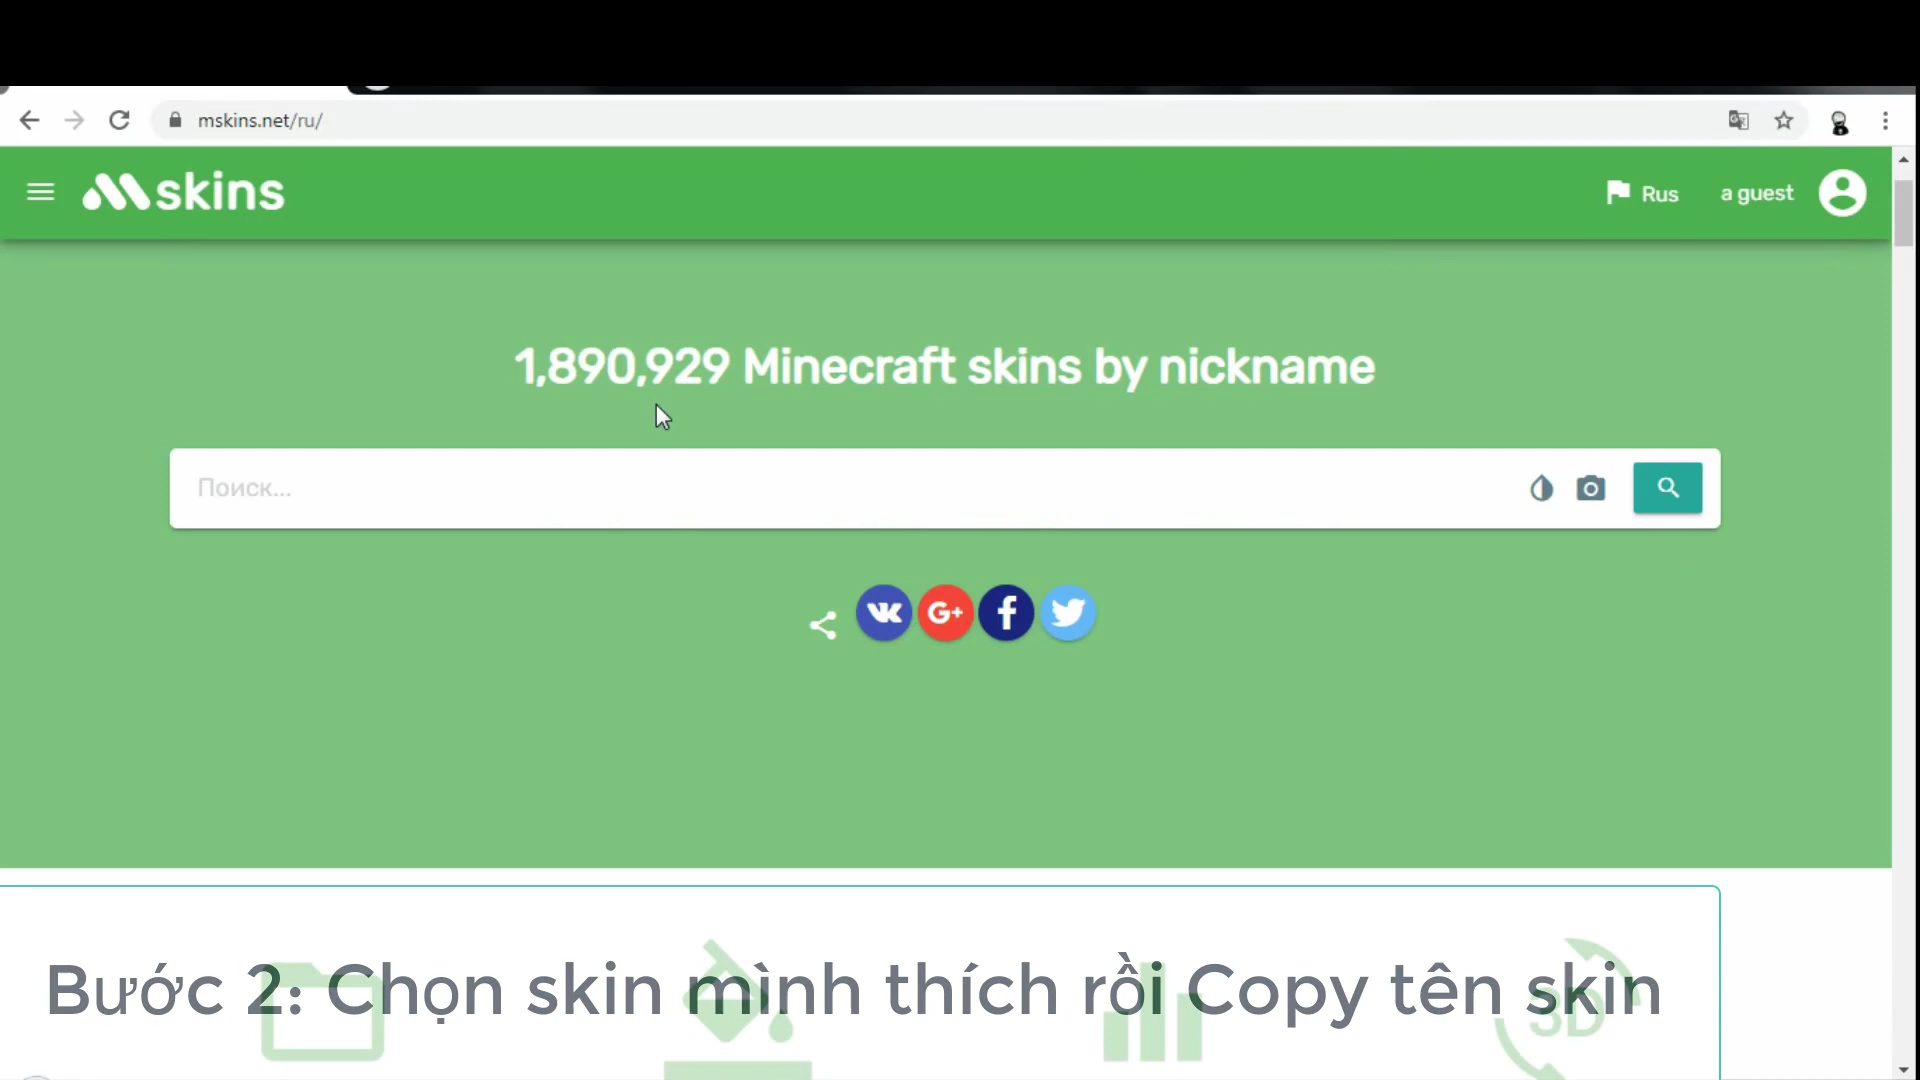 mskins.net/ru/
skins
Rus
a guest
1,890,929 Minecraft skins by nickname
Поиск...
G+
f
Bước 2: Chọn skin mình thích rồi Copy tên skin
3D